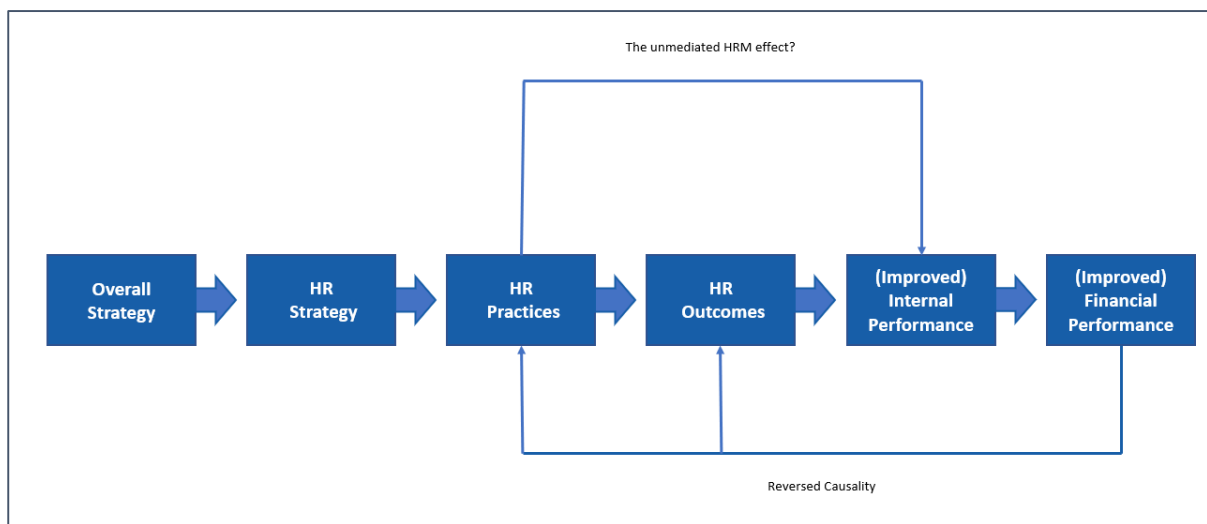 The unmediated HRM effect?
Overall
Strategy
HR
Strategy
HR
Practices
HR
Outcomes
(Improved)
Internal
Performance
(Improved)
Financial
Performance
Reversed Causality